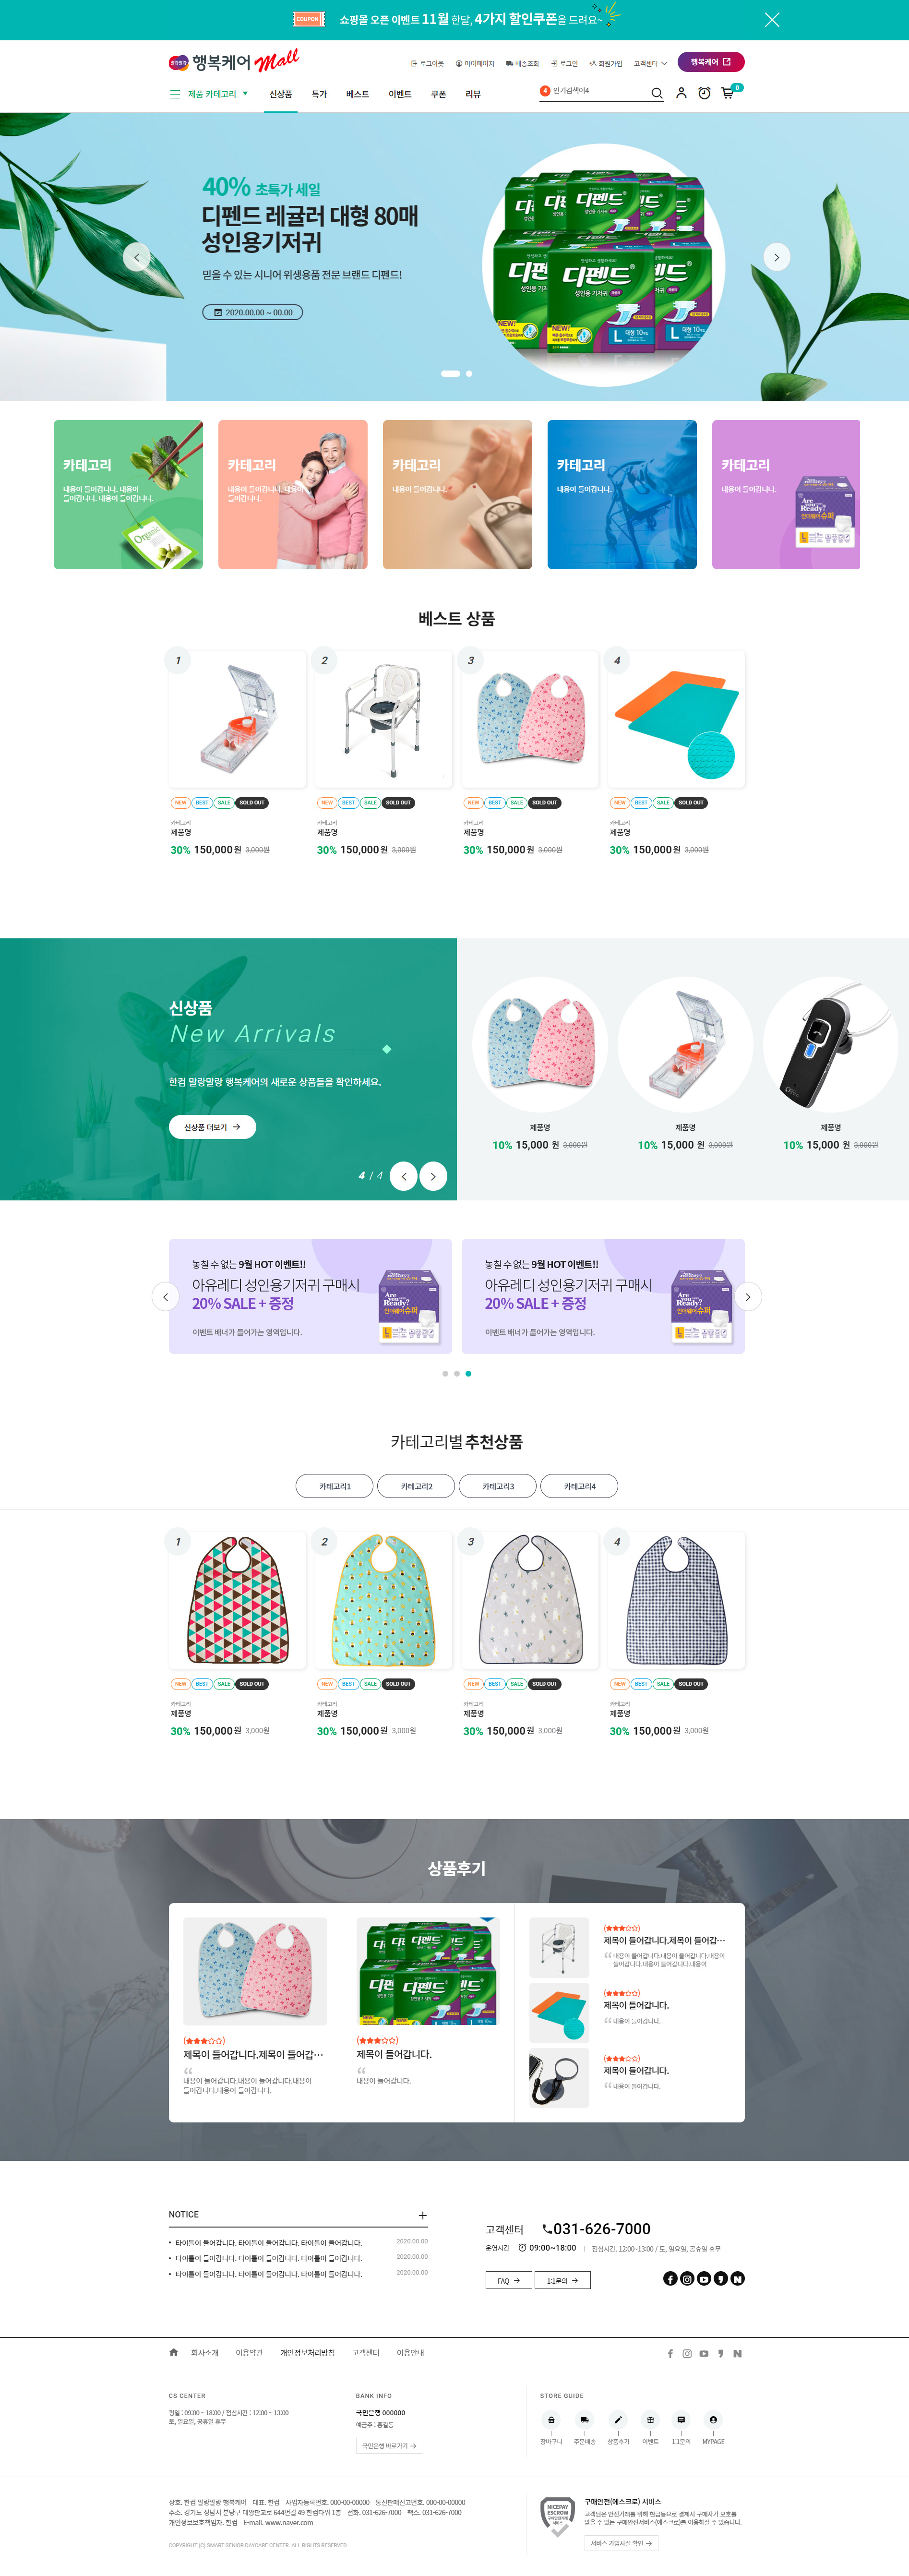 COUPON 쇼핑몰 오픈 이벤트 11월 한달, 4가지 할인쿠폰을 드려요~
말랑말랑 행복케어 Mall
로그아웃 마이페이지 배송조회 로그인 회원가입 고객센터 행복케어
제품 카테고리 신상품 특가 베스트 이벤트 쿠폰 리뷰 4 인기검색어4 0
40% 초특가 세일
디펜드 레귤러 대형 80매
성인용기저귀
믿을 수 있는 시니어 위생용품 전문 브랜드 디펜드!
2020.00.00 ~ 00.00
카테고리
내용이 들어갑니다. 내용이
들어갑니다. 내용이 들어갑니다.
카테고리
내용이 들어갑니다. 내용이
들어갑니다.
카테고리
내용이 들어갑니다.
카테고리
내용이 들어갑니다.
카테고리
내용이 들어갑니다.
베스트 상품
1 2 3 4
NEW BEST SALE SOLD OUT NEW BEST SALE SOLD OUT NEW BEST SALE SOLD OUT NEW BEST SALE SOLD OUT
카테고리 카테고리 카테고리 카테고리
제품명 제품명 제품명 제품명
30% 150,000원 3,000원 30% 150,000원 3,000원 30% 150,000원 3,000원 30% 150,000원 3,000원
신상품
New Arrivals
한컴 말랑말랑 행복케어의 새로운 상품들을 확인하세요.
신상품 더보기
4 / 4
제품명 제품명 제품명
10% 15,000 원 3,000원 10% 15,000 원 3,000원 10% 15,000 원 3,000원
놓칠 수 없는 9월 HOT 이벤트!!
아유레디 성인용기저귀 구매시
20% SALE + 증정
이벤트 배너가 들어가는 영역입니다.
놓칠 수 없는 9월 HOT 이벤트!!
아유레디 성인용기저귀 구매시
20% SALE + 증정
이벤트 배너가 들어가는 영역입니다.
카테고리별 추천상품
카테고리1 카테고리2 카테고리3 카테고리4
1 2 3 4
NEW BEST SALE SOLD OUT NEW BEST SALE SOLD OUT NEW BEST SALE SOLD OUT NEW BEST SALE SOLD OUT
카테고리 카테고리 카테고리 카테고리
제품명 제품명 제품명 제품명
30% 150,000원 3,000원 30% 150,000원 3,000원 30% 150,000원 3,000원 30% 150,000원 3,000원
상품후기
(★★★☆☆)
제목이 들어갑니다.제목이 들어갑…
내용이 들어갑니다.내용이 들어갑니다.내용이
들어갑니다.내용이 들어갑니다.
(★★★☆☆)
제목이 들어갑니다.
내용이 들어갑니다.
(★★★☆☆)
제목이 들어갑니다.제목이 들어갑…
내용이 들어갑니다.내용이 들어갑니다.내용이
들어갑니다.내용이 들어갑니다.내용이
(★★★☆☆)
제목이 들어갑니다.
내용이 들어갑니다.
(★★★☆☆)
제목이 들어갑니다.
내용이 들어갑니다.
NOTICE
타이틀이 들어갑니다. 타이틀이 들어갑니다. 타이틀이 들어갑니다. 2020.00.00
타이틀이 들어갑니다. 타이틀이 들어갑니다. 타이틀이 들어갑니다. 2020.00.00
타이틀이 들어갑니다. 타이틀이 들어갑니다. 타이틀이 들어갑니다. 2020.00.00
고객센터 031-626-7000
운영시간 09:00~18:00 | 점심시간. 12:00~13:00 / 토, 일요일, 공휴일 휴무
FAQ 1:1문의
회사소개 이용약관 개인정보처리방침 고객센터 이용안내
CS CENTER
평일 : 09:00 ~ 18:00 / 점심시간 : 12:00 ~ 13:00
토, 일요일, 공휴일 휴무
BANK INFO
국민은행 000000
예금주 : 홍길동
국민은행 바로가기
STORE GUIDE
장바구니 주문배송 상품후기 이벤트 1:1문의 MYPAGE
상호. 한컴 말랑말랑 행복케어 대표. 한컴 사업자등록번호. 000-00-00000 통신판매신고번호. 000-00-00000
주소. 경기도 성남시 분당구 대왕판교로 644번길 49 한컴타워 1층 전화. 031-626-7000 팩스. 031-626-7000
개인정보보호책임자. 한컴 E-mail. www.naver.com
COPYRIGHT (C) SMART SENIOR DAYCARE CENTER. ALL RIGHTS RESERVED.
NICEPAY
ESCROW
구매안전(에스크로) 서비스
고객님은 안전거래를 위해 현금등으로 결제시 구매자가 보호를
받을 수 있는 구매안전서비스(에스크로)를 이용하실 수 있습니다.
서비스 가입사실 확인